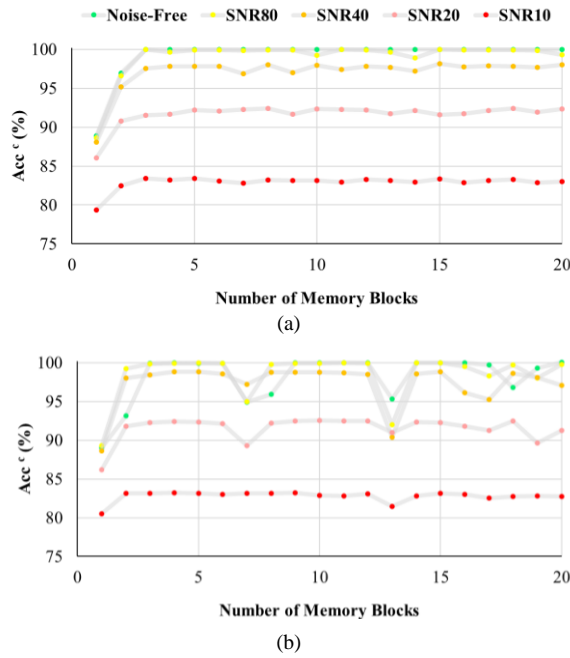 Noise-Free SNR80 SNR40 SNR20 SNR10
100
95
90
85
80
75
0 5 10 15 20
Acc ᶜ (%)
Number of Memory Blocks
(a)
100
95
90
85
80
75
0 5 10 15 20
Acc ᶜ (%)
Number of Memory Blocks
(b)